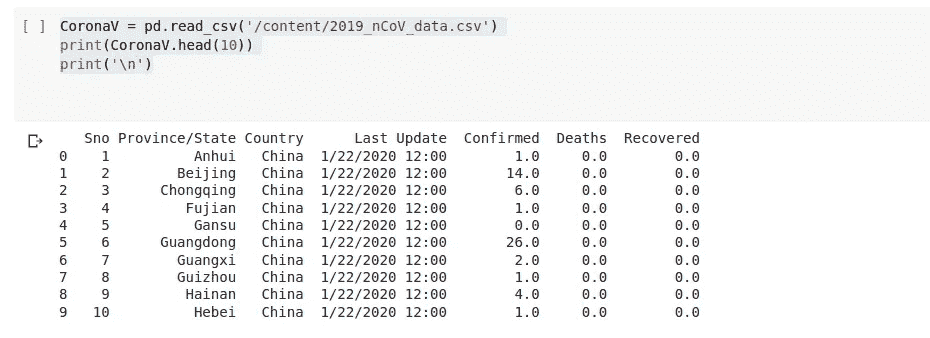 [ ] CoronaV = pd.read_csv('/content/2019_nCoV_data.csv')
print(CoronaV.head(10))
print('\n')
Sno Province/State Country Last Update Confirmed Deaths Recovered
0 1 Anhui China 1/22/2020 12:00 1.0 0.0 0.0
1 2 Beijing China 1/22/2020 12:00 14.0 0.0 0.0
2 3 Chongqing China 1/22/2020 12:00 6.0 0.0 0.0
3 4 Fujian China 1/22/2020 12:00 1.0 0.0 0.0
4 5 Gansu China 1/22/2020 12:00 0.0 0.0 0.0
5 6 Guangdong China 1/22/2020 12:00 26.0 0.0 0.0
6 7 Guangxi China 1/22/2020 12:00 2.0 0.0 0.0
7 8 Guizhou China 1/22/2020 12:00 1.0 0.0 0.0
8 9 Hainan China 1/22/2020 12:00 4.0 0.0 0.0
9 10 Hebei China 1/22/2020 12:00 1.0 0.0 0.0